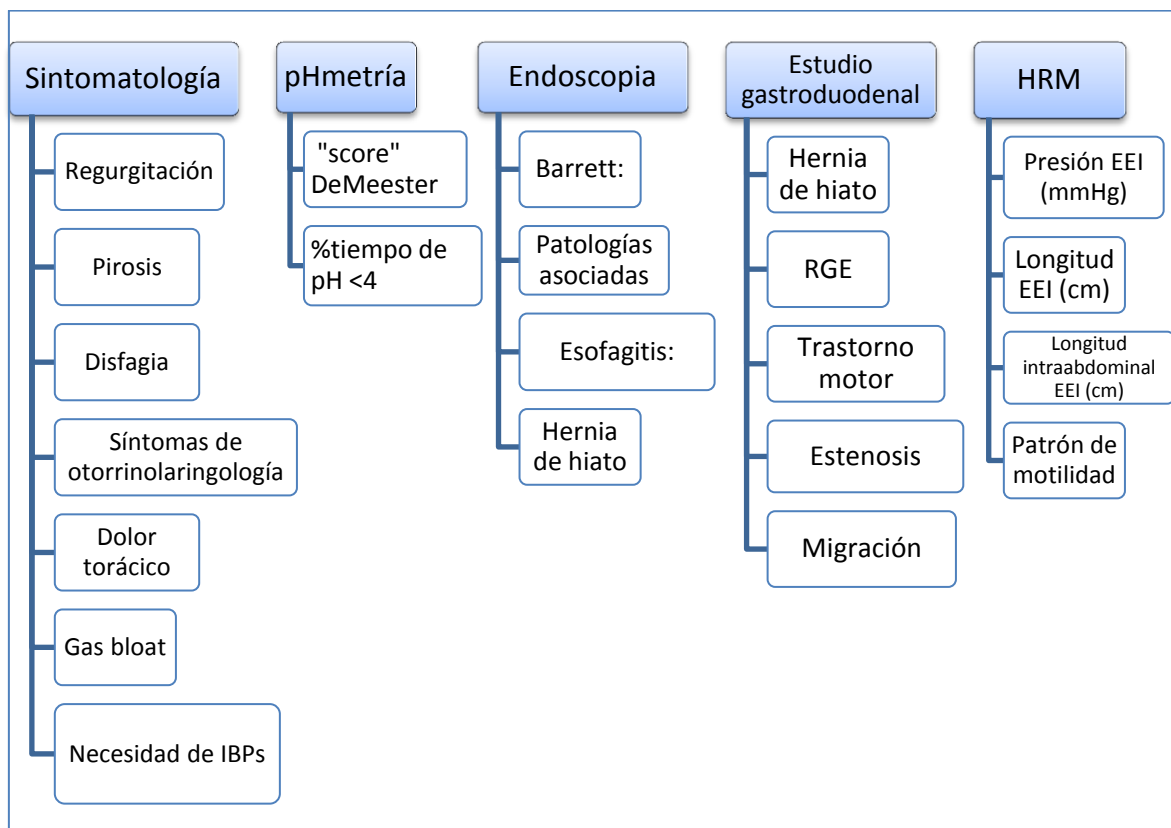 Sintomatología
Regurgitación
Pirosis
Disfagia
Síntomas de
otorrinolaringología
Dolor
torácico
Gas bloat
Necesidad de IBPs
pHmetría
"score"
DeMeester
%tiempo de
pH <4
Endoscopia
Barrett:
Patologías
asociadas
Esofagitis:
Hernia
de hiato
Estudio
gastroduodenal
Hernia
de hiato
RGE
Trastorno
motor
Estenosis
Migración
HRM
Presión EEI
(mmHg)
Longitud
EEI (cm)
Longitud
intraabdominal
EEI (cm)
Patrón de
motilidad